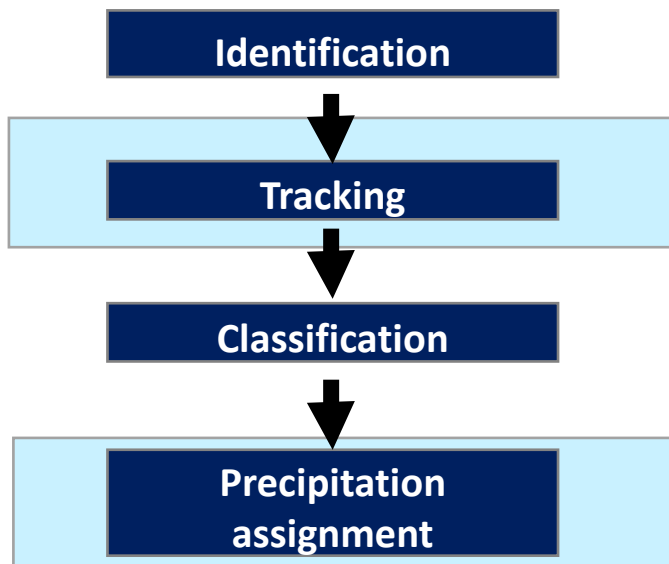 Identification
Tracking
Classification
Precipitation
assignment